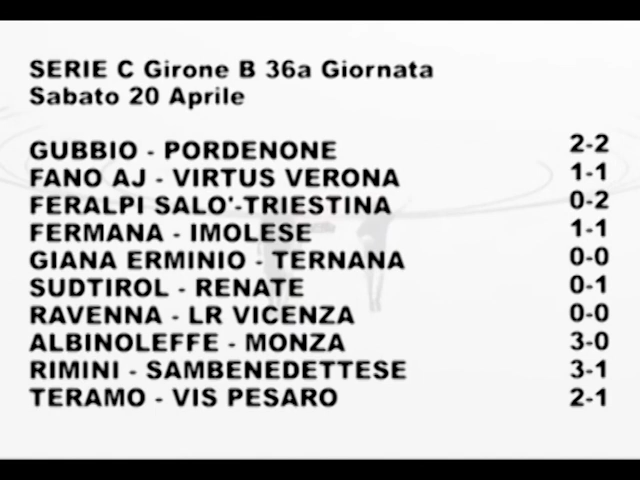 SERIE C Girone B 36a Giornata
Sabato 20 Aprile
GUBBIO - PORDENONE 2-2
FANO AJ - VIRTUS VERONA 1-1
FERALPI SALO'-TRIESTINA 0-2
FERMANA - IMOLESE 1-1
GIANA ERMINIO - TERNANA 0-0
SUDTIROL - RENATE 0-1
RAVENNA - LR VICENZA 0-0
ALBINOLEFFE - MONZA 3-0
RIMINI - SAMBENEDETTESE 3-1
TERAMO - VIS PESARO 2-1